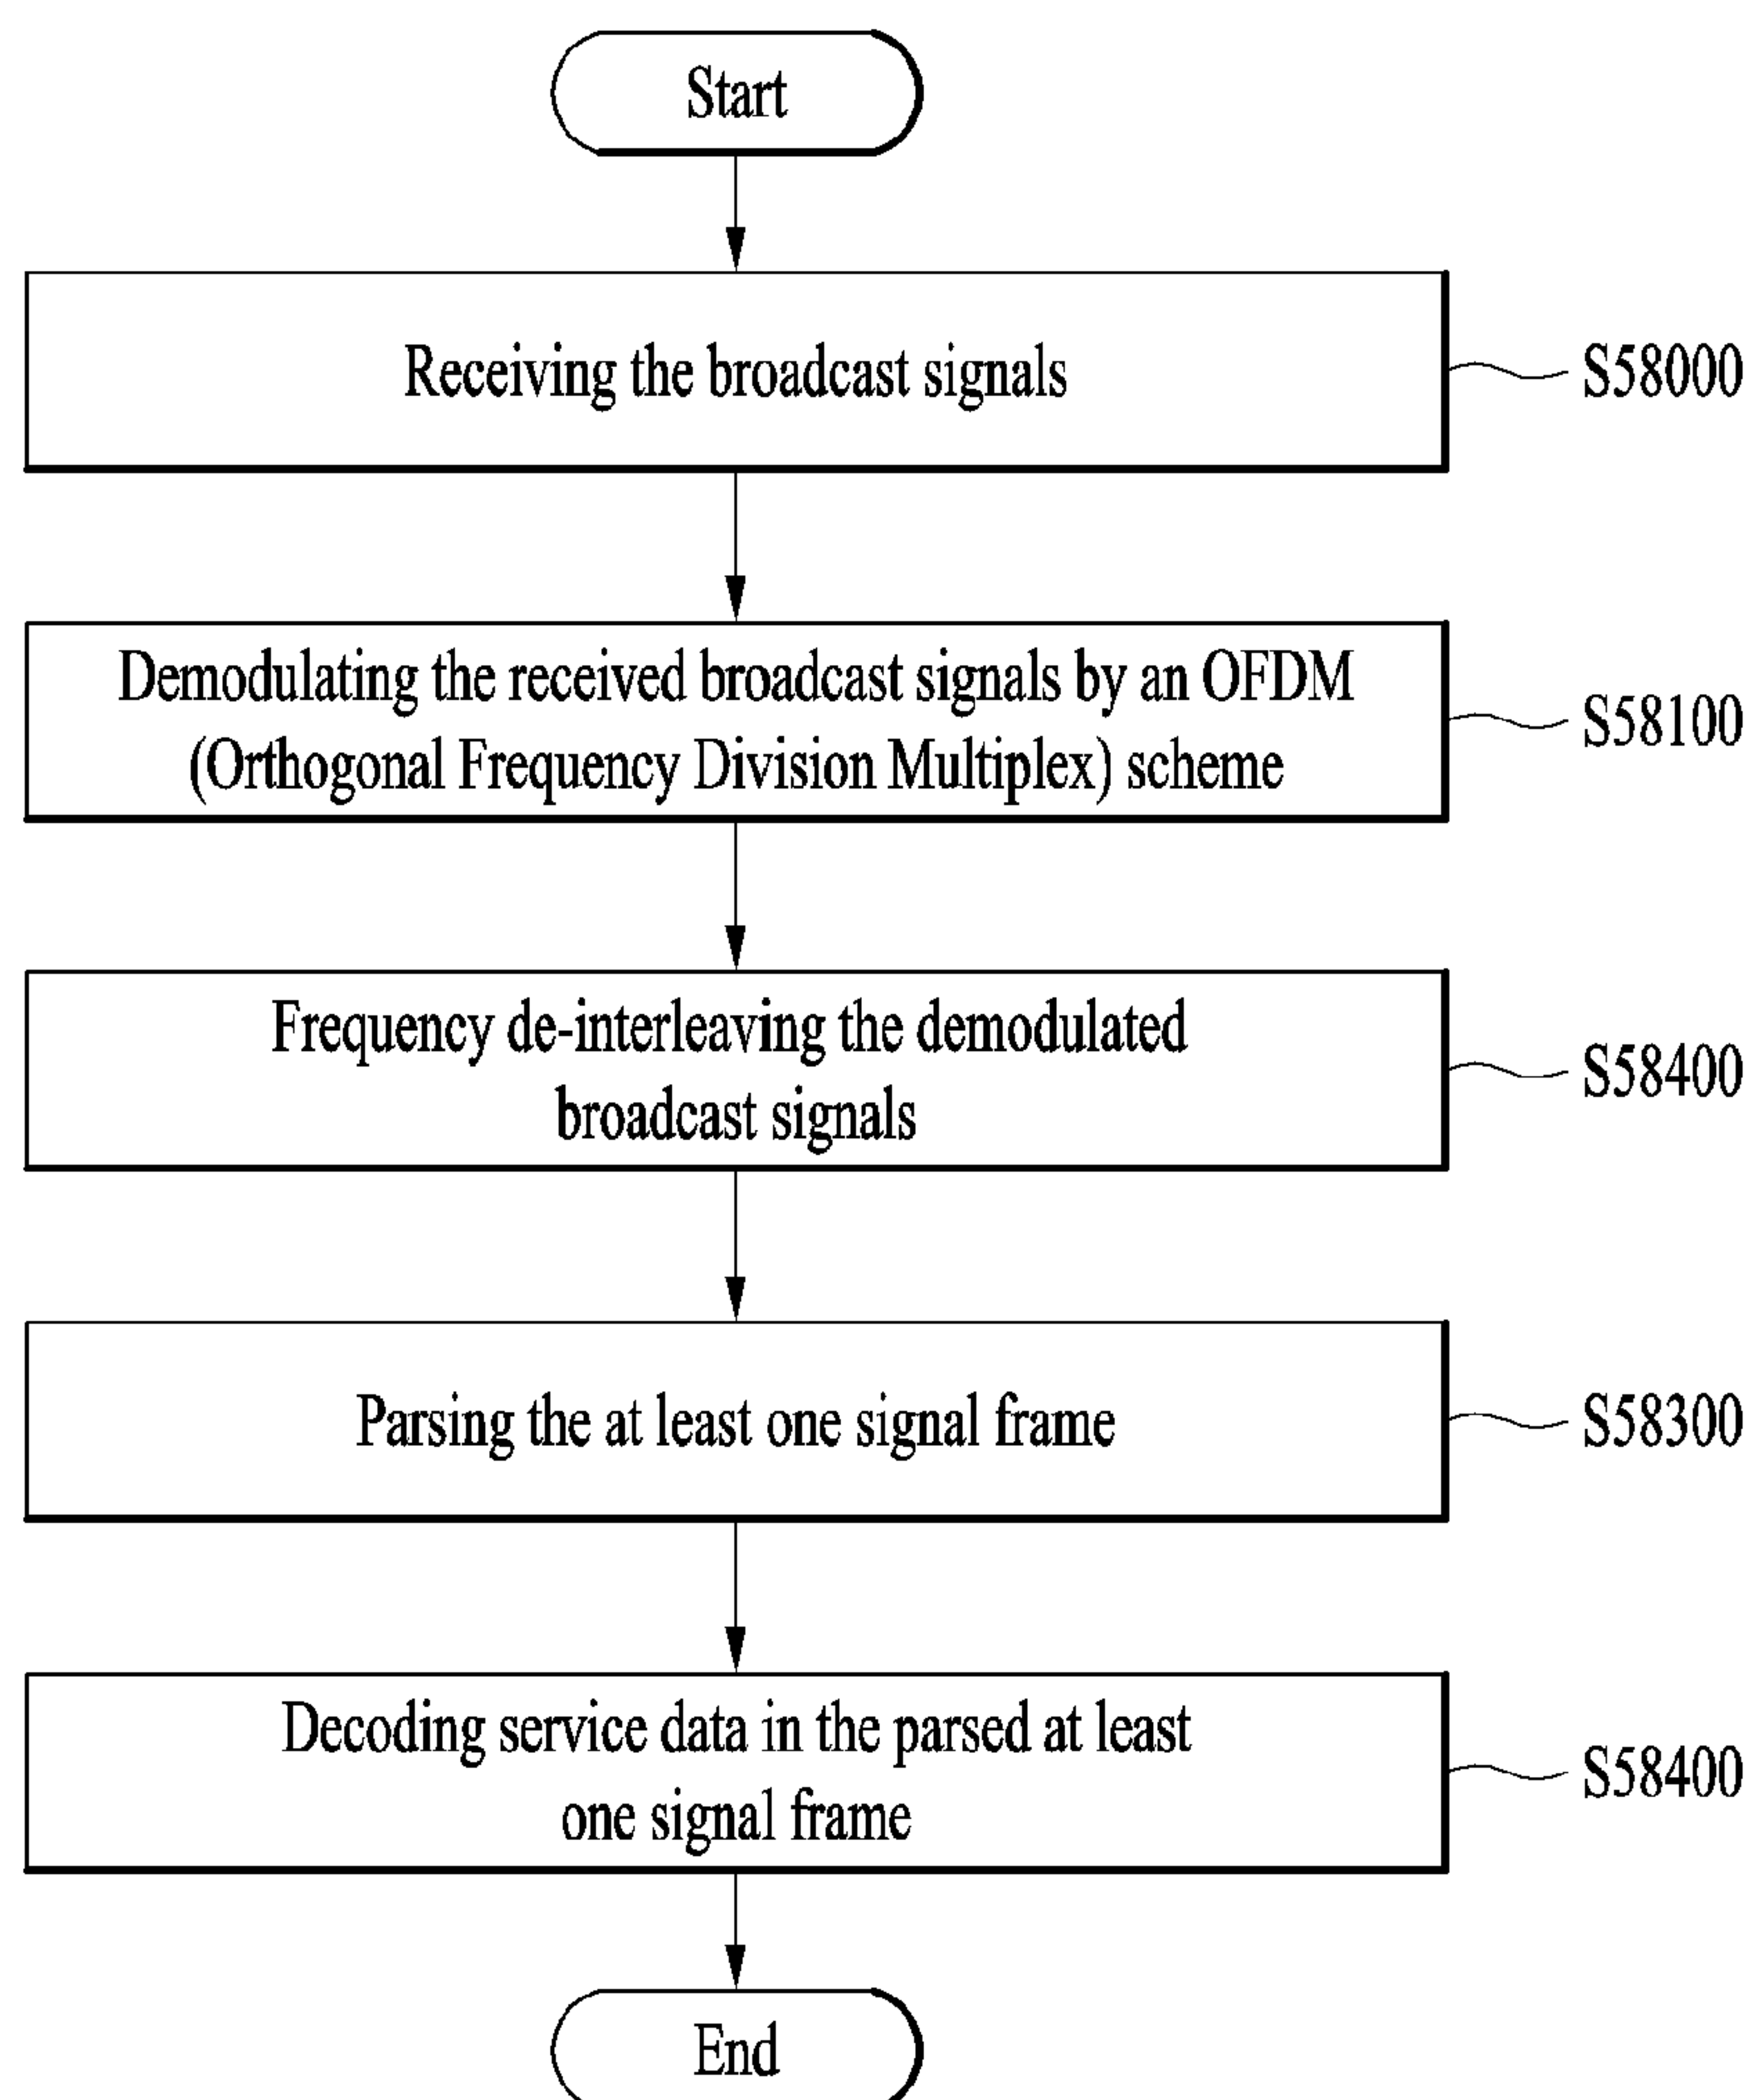 Start
Receiving the broadcast signals
S58000
Demodulating the received broadcast signals by an OFDM
(Orthogonal Frequency Division Multiplex) scheme
S58100
Frequency de-interleaving the demodulated
broadcast signals
S58400
Parsing the at least one signal frame
S58300
Decoding service data in the parsed at least
one signal frame
S58400
End